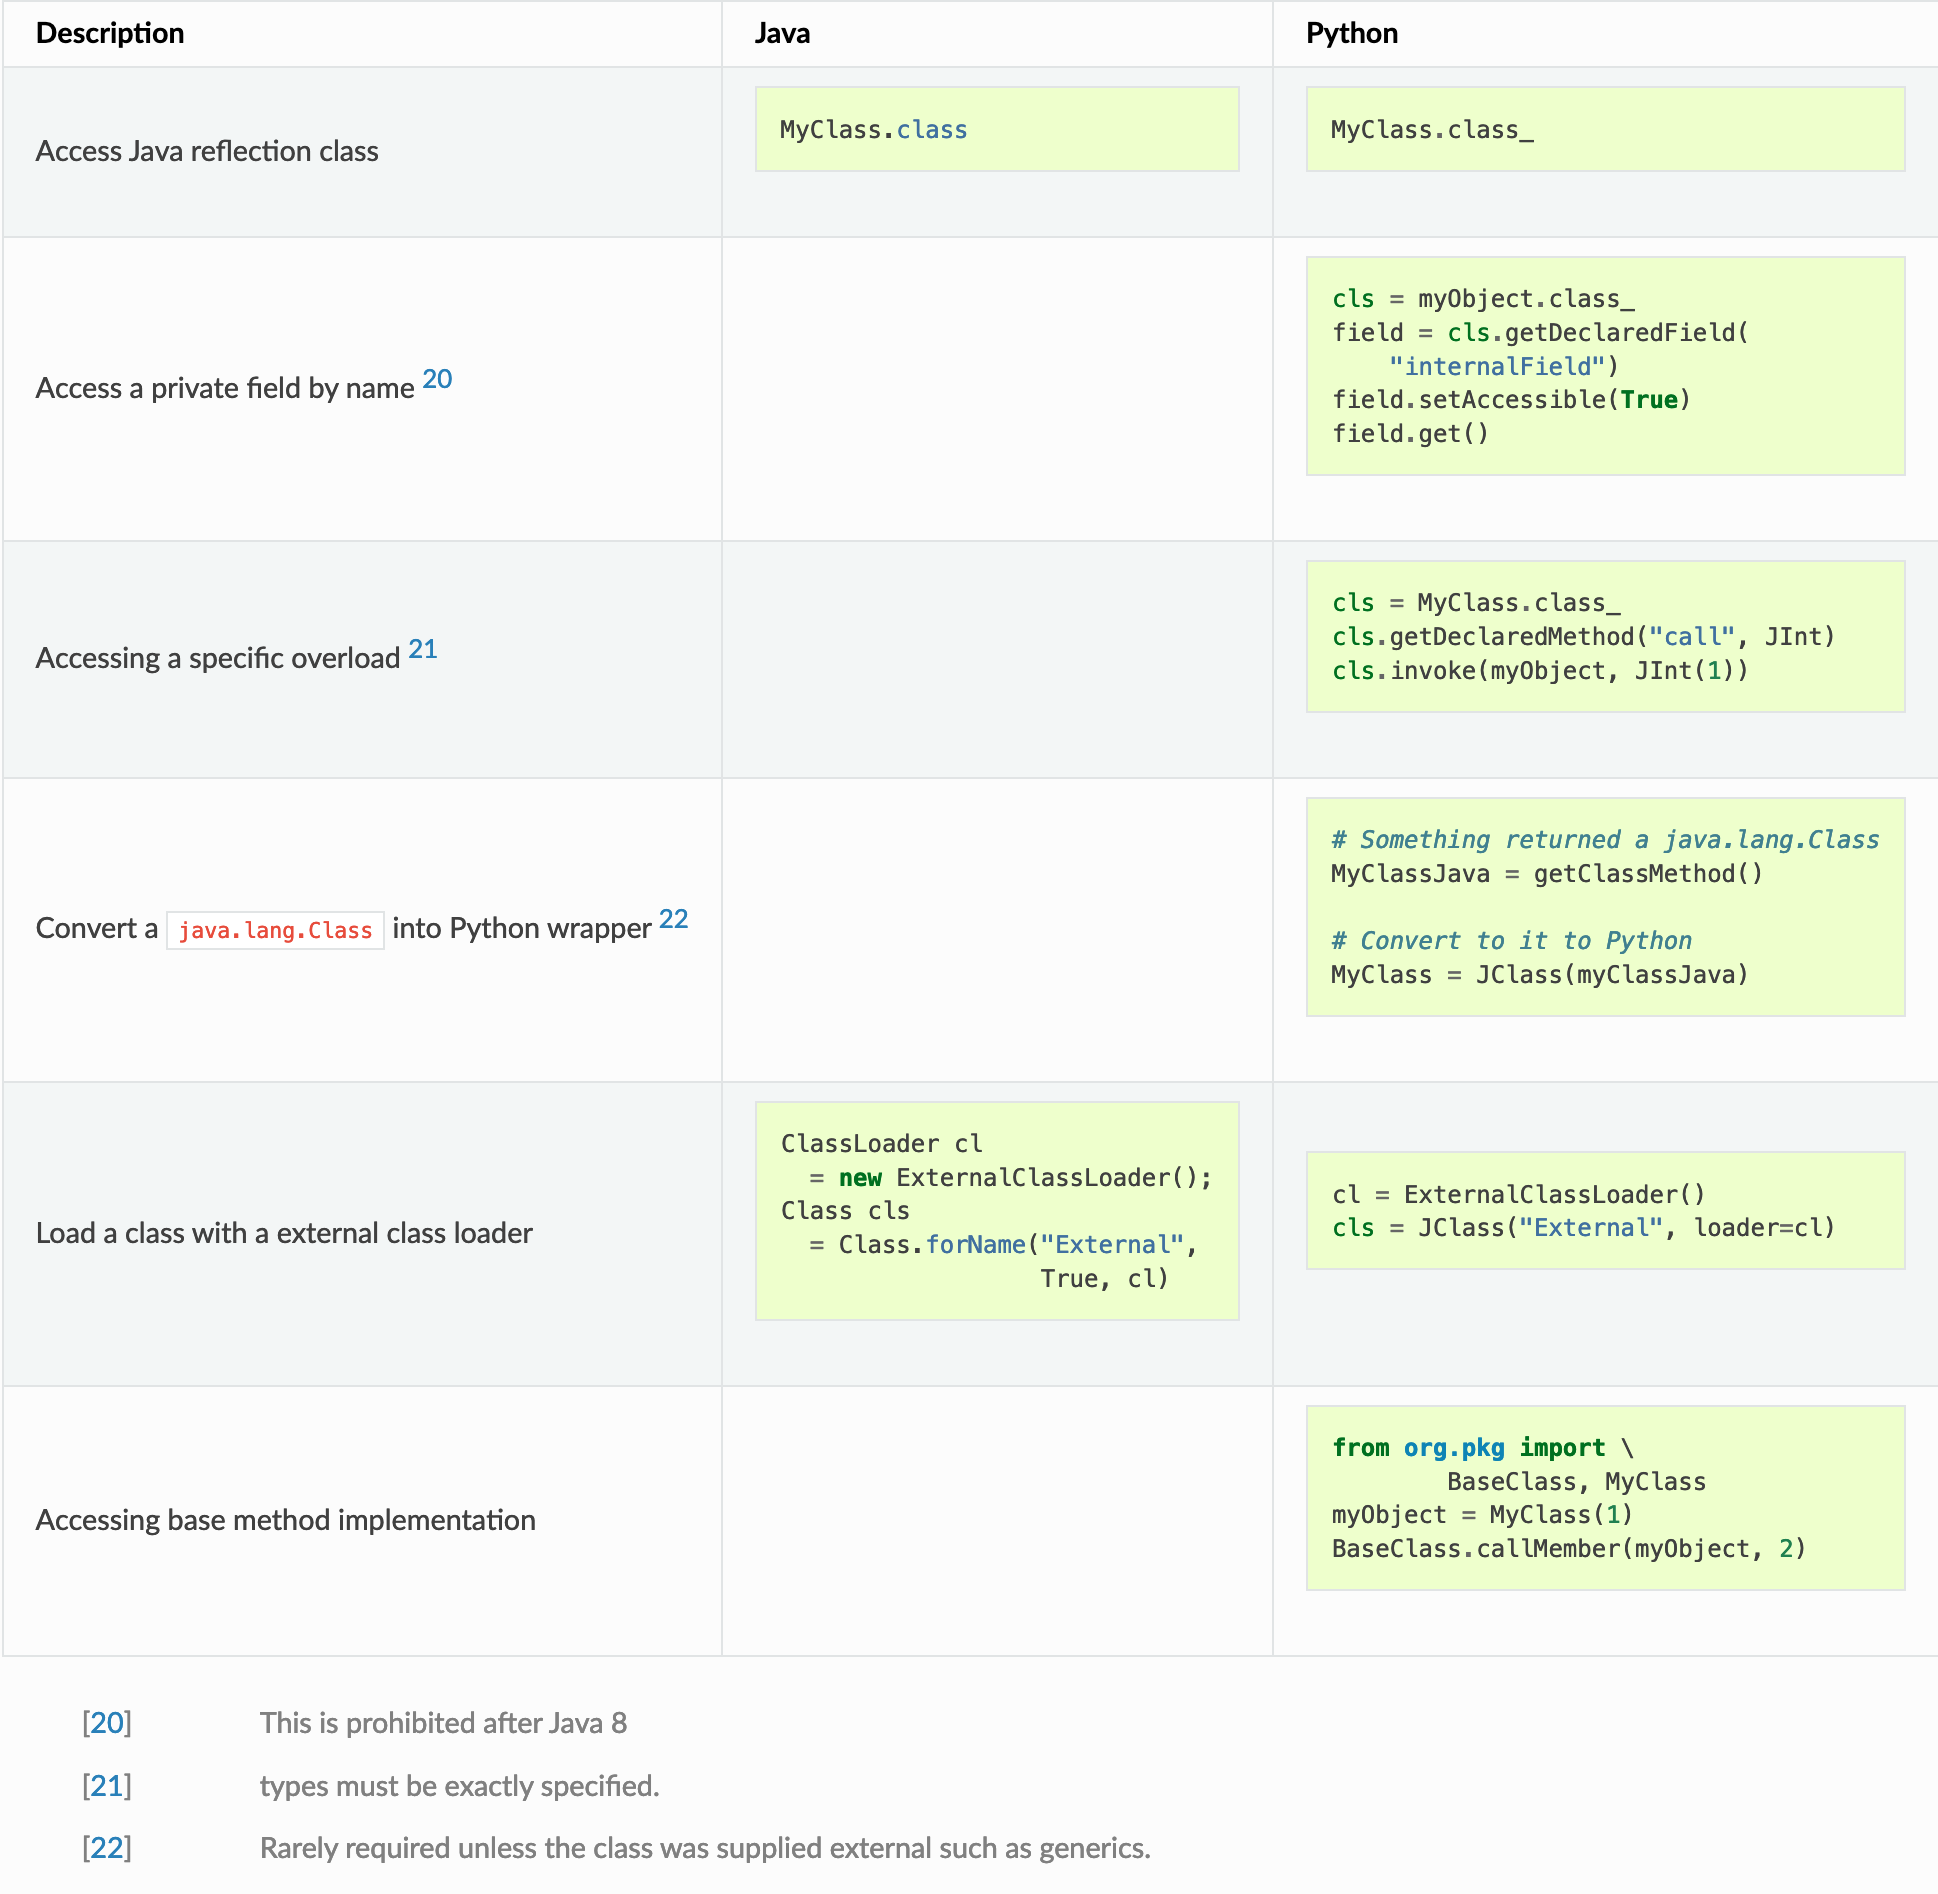 Description Java Python
Access Java reflection class
MyClass.class
MyClass.class_
Access a private field by name 20
cls = myObject.class_
field = cls.getDeclaredField(
    "internalField")
field.setAccessible(True)
field.get()
Accessing a specific overload 21
cls = MyClass.class_
cls.getDeclaredMethod("call", JInt)
cls.invoke(myObject, JInt(1))
Convert a java.lang.Class into Python wrapper 22
# Something returned a java.lang.Class
MyClassJava = getClassMethod()
# Convert to it to Python
MyClass = JClass(myClassJava)
Load a class with a external class loader
ClassLoader cl
  = new ExternalClassLoader();
Class cls
  = Class.forName("External",
                  True, cl)
cl = ExternalClassLoader()
cls = JClass("External", loader=cl)
Accessing base method implementation
from org.pkg import \
        BaseClass, MyClass
myObject = MyClass(1)
BaseClass.callMember(myObject, 2)
[20] This is prohibited after Java 8
[21] types must be exactly specified.
[22] Rarely required unless the class was supplied external such as generics.